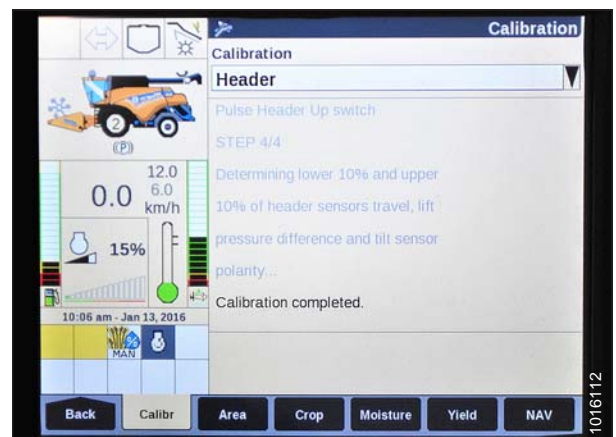 Calibration
Calibration
Header
Pulse Header Up switch
STEP 4/4
Determining lower 10% and upper
10% of header sensors travel, lift
pressure difference and tilt sensor
polarity...
Calibration completed.
2
(P)
12.0
0.0
6.0
km/h
15%
10:06 am - Jan 13, 2016
%
MAN
Back
Calibr
Area
Crop
Moisture
Yield
NAV
1016112